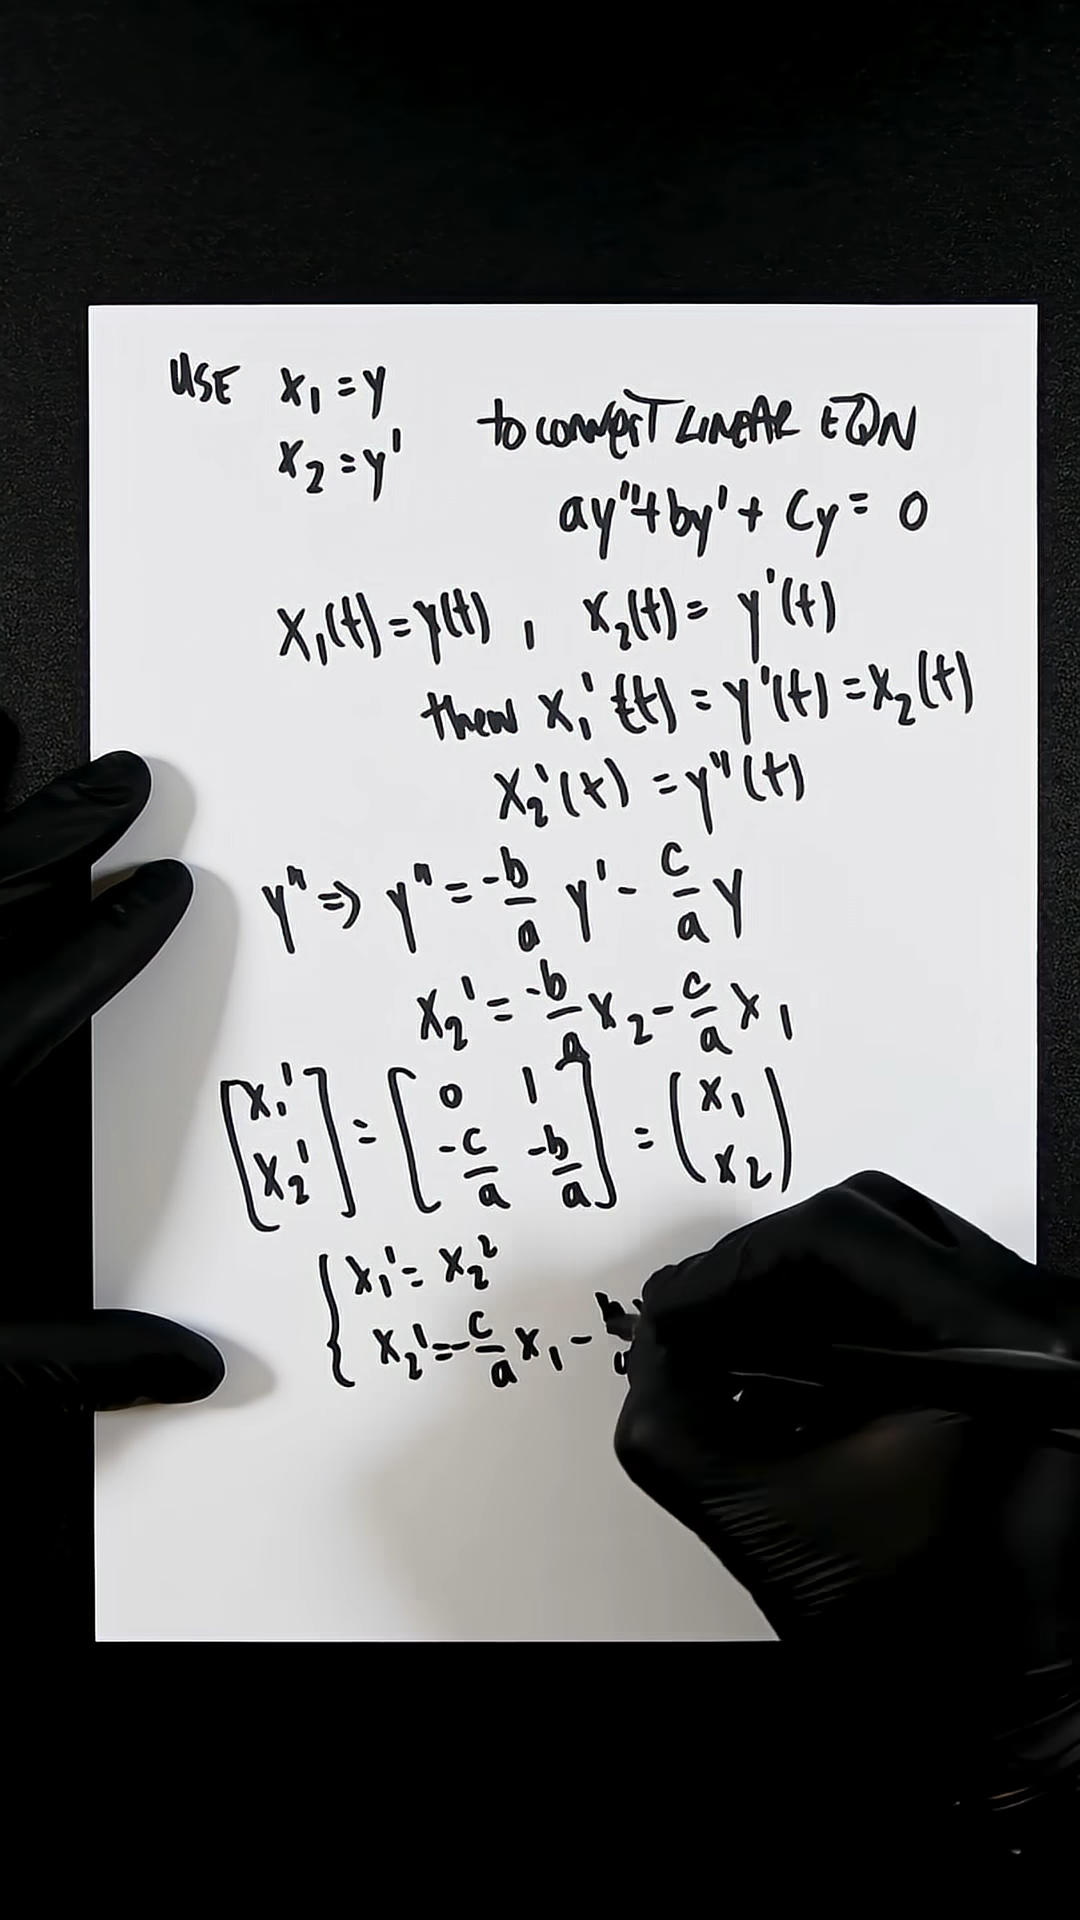 USE x₁ = y
x₂ = y' to convert LINEAR EQN
ay'' + by' + cy = 0
x₁(t) = y(t), x₂(t) = y'(t)
then x₁'(t) = y'(t) = x₂(t)
x₂'(t) = y''(t)
y'' ⇒ y'' = -b/a y' - c/a y
x₂' = -b/a x₂ - c/a x₁
[x₁' x₂'] = [0 1 -c/a -b/a] = (x₁ x₂)
{ x₁' = x₂²
x₂' = -c/a x₁ -